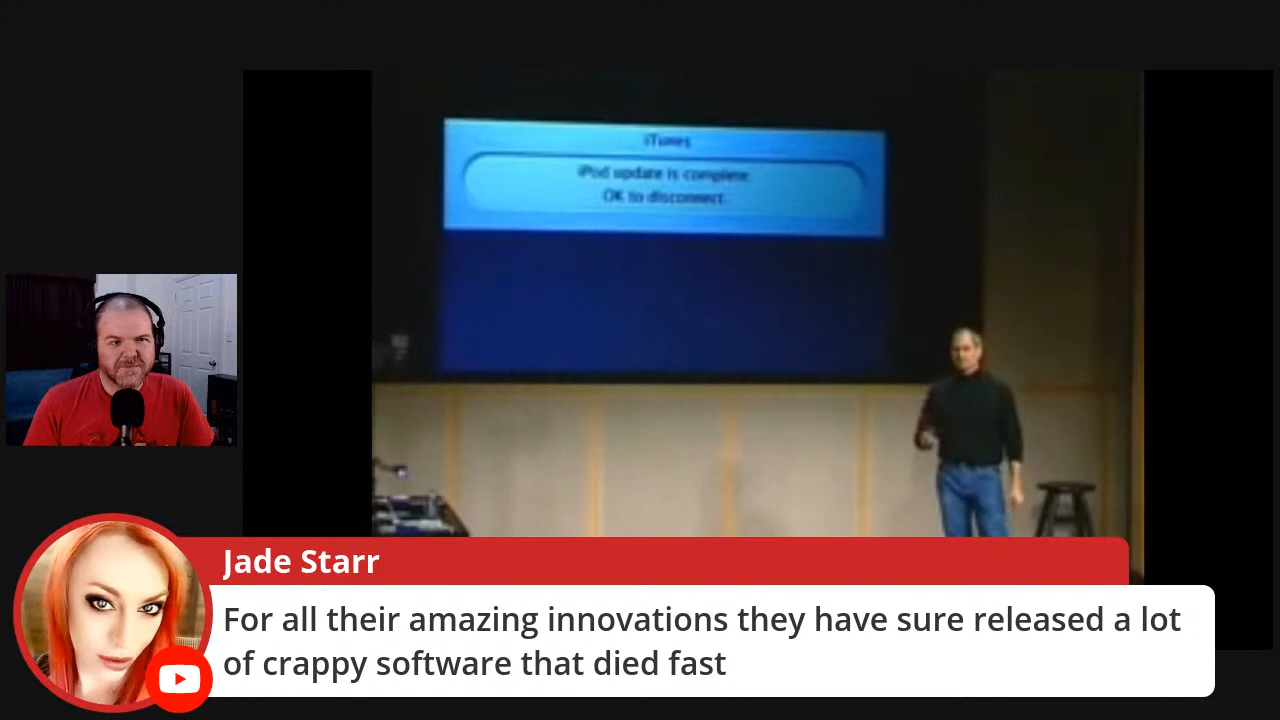 iTunes
iPod update is complete.
OK to disconnect.
Jade Starr
For all their amazing innovations they have sure released a lot
of crappy software that died fast